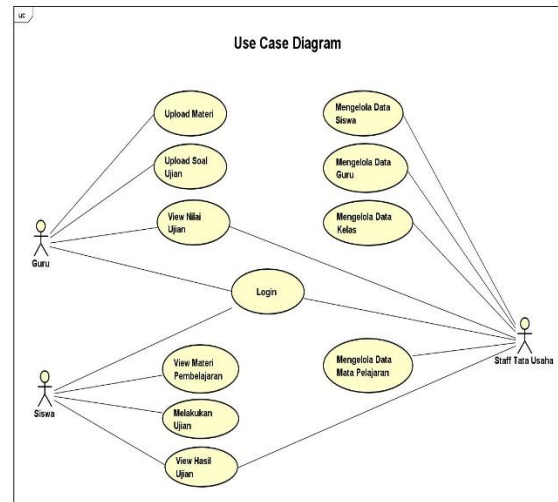 uc
Use Case Diagram
Upload Materi
Mengelola Data
Siswa
Upload Soal
Ujian
Mengelola Data
Guru
View Nilai
Ujian
Mengelola Data
Kelas
Guru
Login
Staff Tata Usaha
View Materi
Pembelajaran
Mengelola Data
Mata Pelajaran
Siswa
Melakukan
Ujian
View Hasil
Ujian